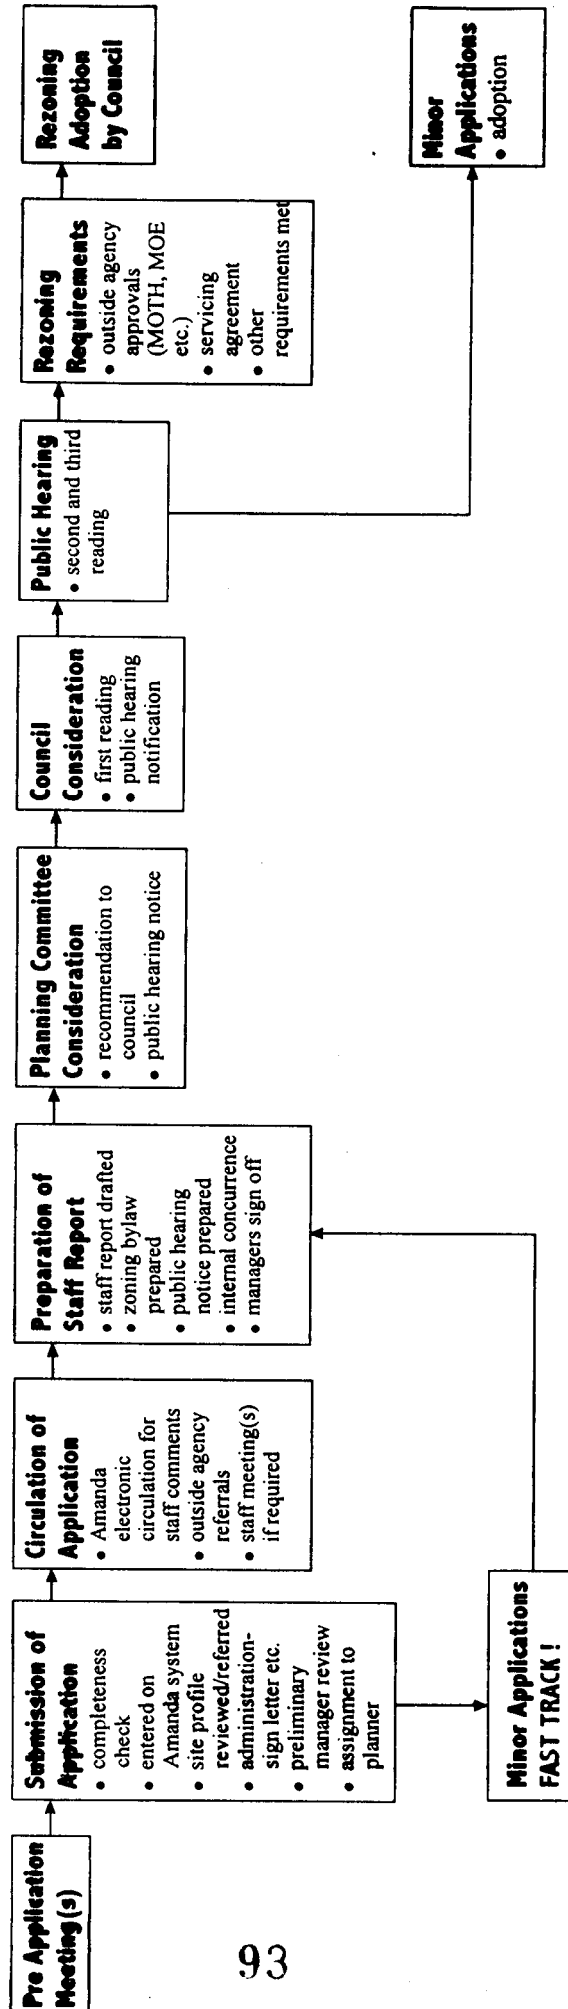 Pre Application
Meeting(s)
Submission of
Application
• completeness
check
• entered on
Amanda system
• site profile
reviewed/referred
• administration-
sign letter etc.
• preliminary
manager review
• assignment to
planner
Circulation of
Application
• Amanda
electronic
circulation for
staff comments
• outside agency
referrals
• staff meeting(s)
if required
Preparation of
Staff Report
• staff report drafted
• zoning bylaw
prepared
• public hearing
notice prepared
• internal concurrence
• managers sign off
Planning Committee
Consideration
• recommendation to
council
• public hearing notice
Council
Consideration
• first reading
• public hearing
notification
Public Hearing
• second and third
reading
Rezoning
Requirements
• outside agency
approvals
(MOTH, MOE
etc.)
• servicing
agreement
• other
requirements met
Rezoning
Adoption
by Council
Minor Applications
FAST TRACK !
Minor
Applications
• adoption
93